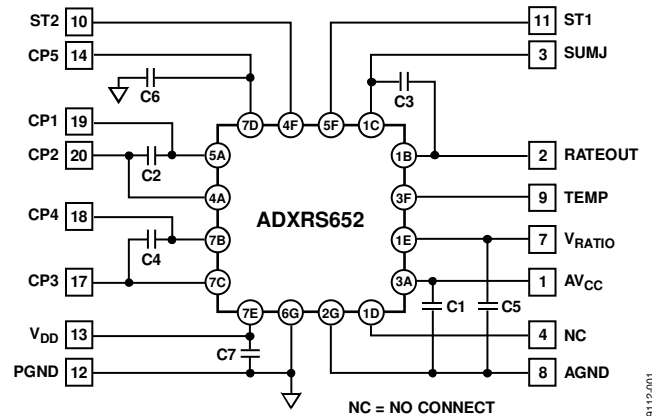 ST2 10
11 ST1
CP5 14
3 SUMJ
C6
C3
CP1 19
7D 4F 5F 1C
CP2 20
C2
5A
1B
2 RATEOUT
4A
ADXRS652
3F
9 TEMP
CP4 18
7B
1E
7 VRATIO
C4
CP3 17
7C
3A
1 AVCC
7E 6G 2G 1D
C1
C5
VDD 13
4 NC
C7
PGND 12
8 AGND
NC = NO CONNECT